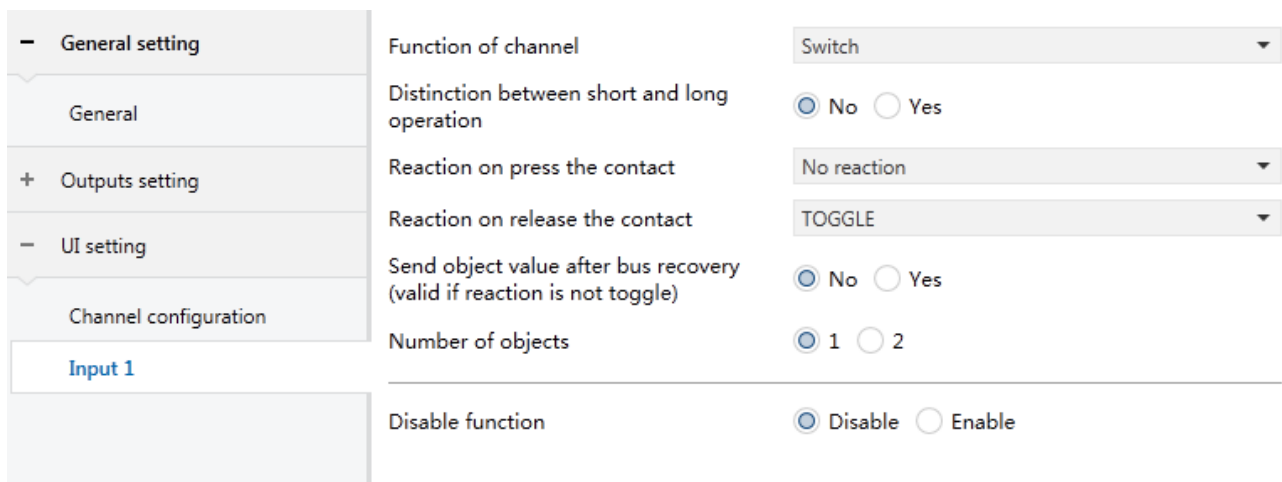 General setting
General
Outputs setting
UI setting
Channel configuration
Input 1
Function of channel Switch
Distinction between short and long
operation No Yes
Reaction on press the contact No reaction
Reaction on release the contact TOGGLE
Send object value after bus recovery
(valid if reaction is not toggle) No Yes
Number of objects 1 2
Disable function Disable Enable